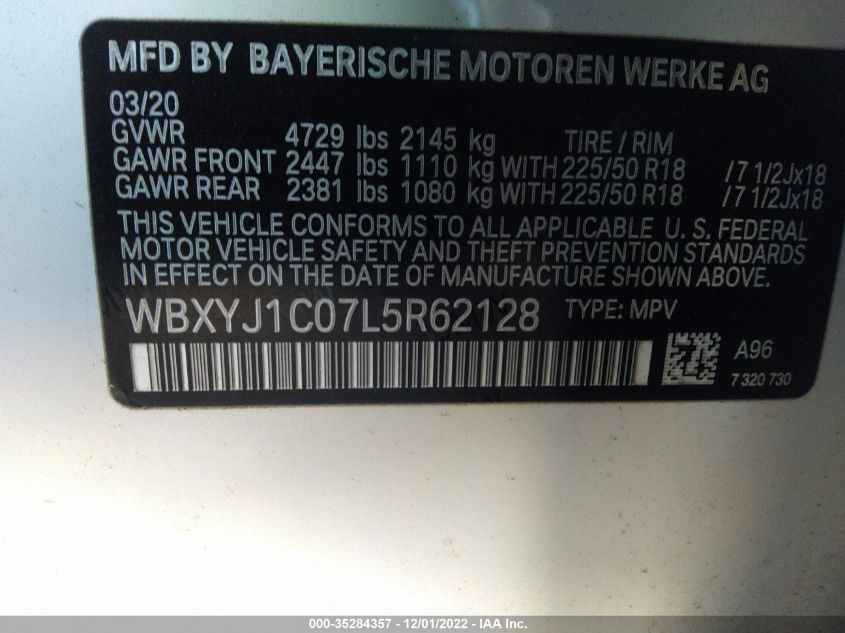 MFD BY BAYERISCHE MOTOREN WERKE AG
03/20
GVWR 4729 lbs 2145 kg TIRE / RIM
GAWR FRONT 2447 lbs 1110 kg WITH 225/50 R18 /7 1/2Jx18
GAWR REAR 2381 lbs 1080 kg WITH 225/50 R18 /7 1/2Jx18
THIS VEHICLE CONFORMS TO ALL APPLICABLE U. S. FEDERAL
MOTOR VEHICLE SAFETY AND THEFT PREVENTION STANDARDS
IN EFFECT ON THE DATE OF MANUFACTURE SHOWN ABOVE.
WBXYJ1C07L5R62128 TYPE: MPV
A96
7 320 730
000-35284357 - 12/01/2022 - IAA Inc.